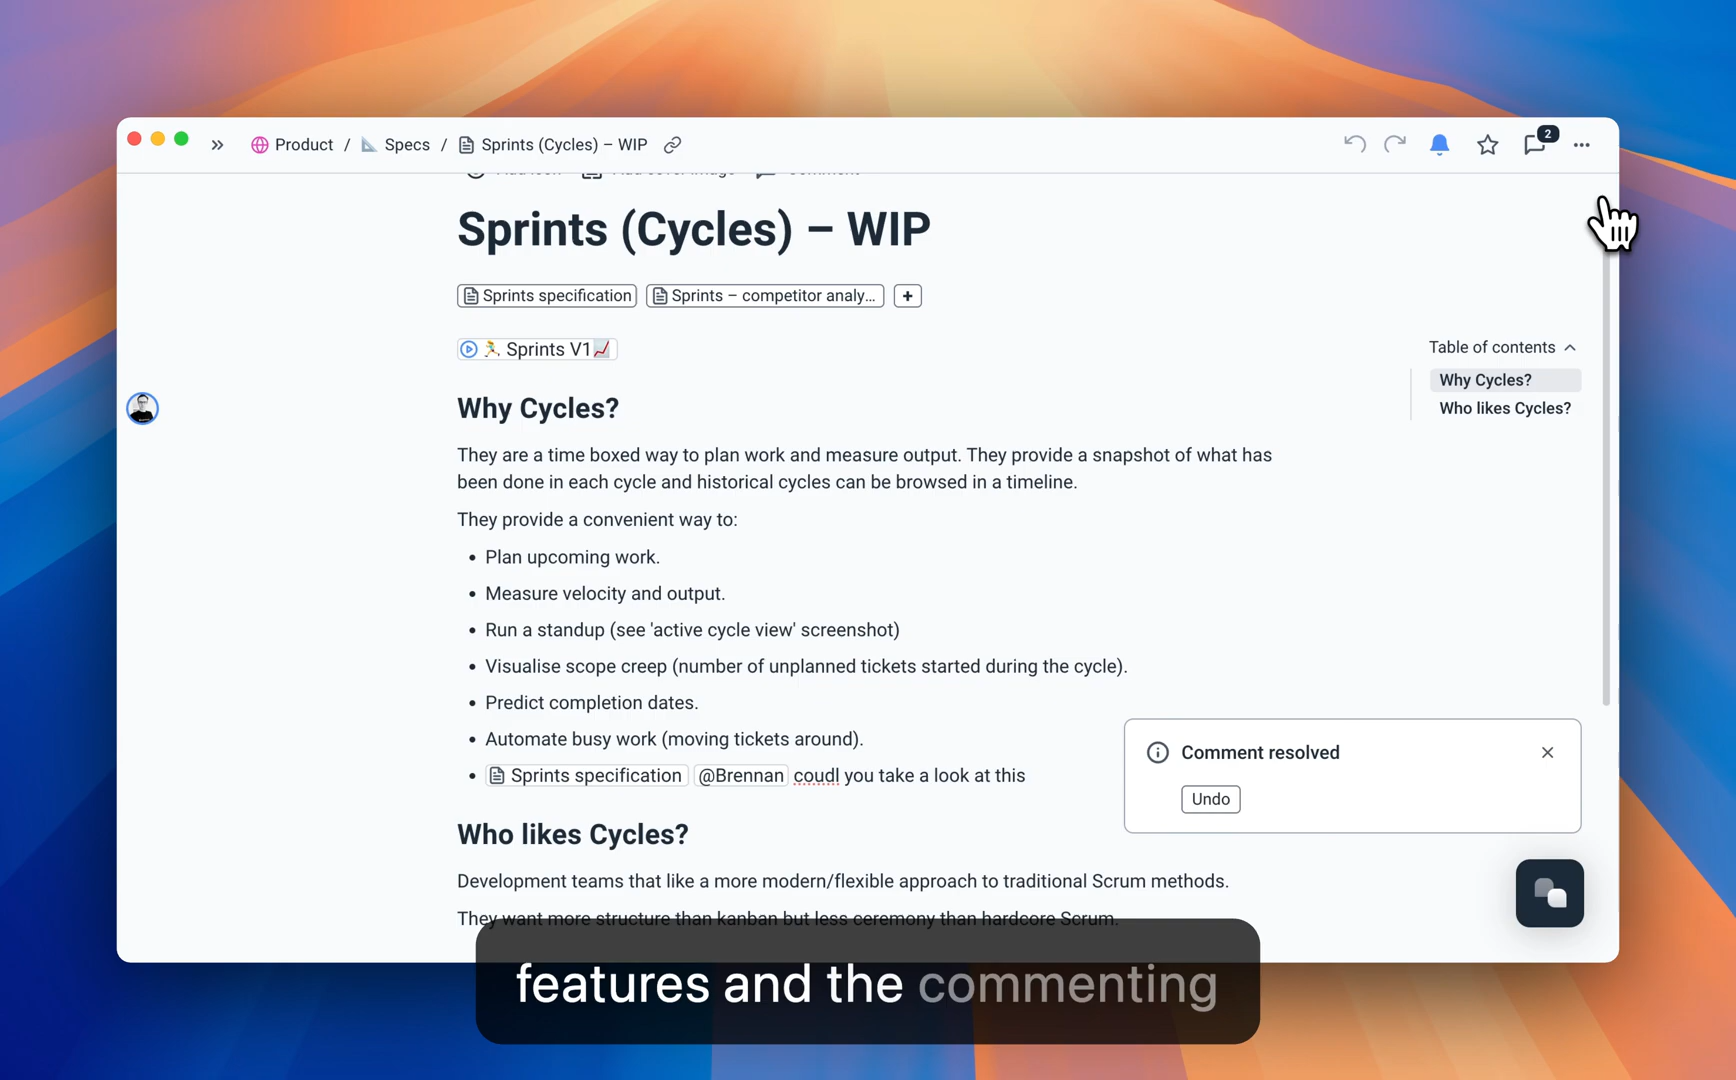 Product / Specs / Sprints (Cycles) – WIP
2
Sprints (Cycles) – WIP
Sprints specification
Sprints – competitor analy...
+
Sprints V1
Table of contents
Why Cycles?
Who likes Cycles?
Why Cycles?
They are a time boxed way to plan work and measure output. They provide a snapshot of what has
been done in each cycle and historical cycles can be browsed in a timeline.
They provide a convenient way to:
• Plan upcoming work.
• Measure velocity and output.
• Run a standup (see 'active cycle view' screenshot)
• Visualise scope creep (number of unplanned tickets started during the cycle).
• Predict completion dates.
• Automate busy work (moving tickets around).
• Sprints specification @Brennan coudl you take a look at this
Comment resolved
Undo
Who likes Cycles?
Development teams that like a more modern/flexible approach to traditional Scrum methods.
They want more structure than kanban but less ceremony than hardcore Scrum.
features and the commenting